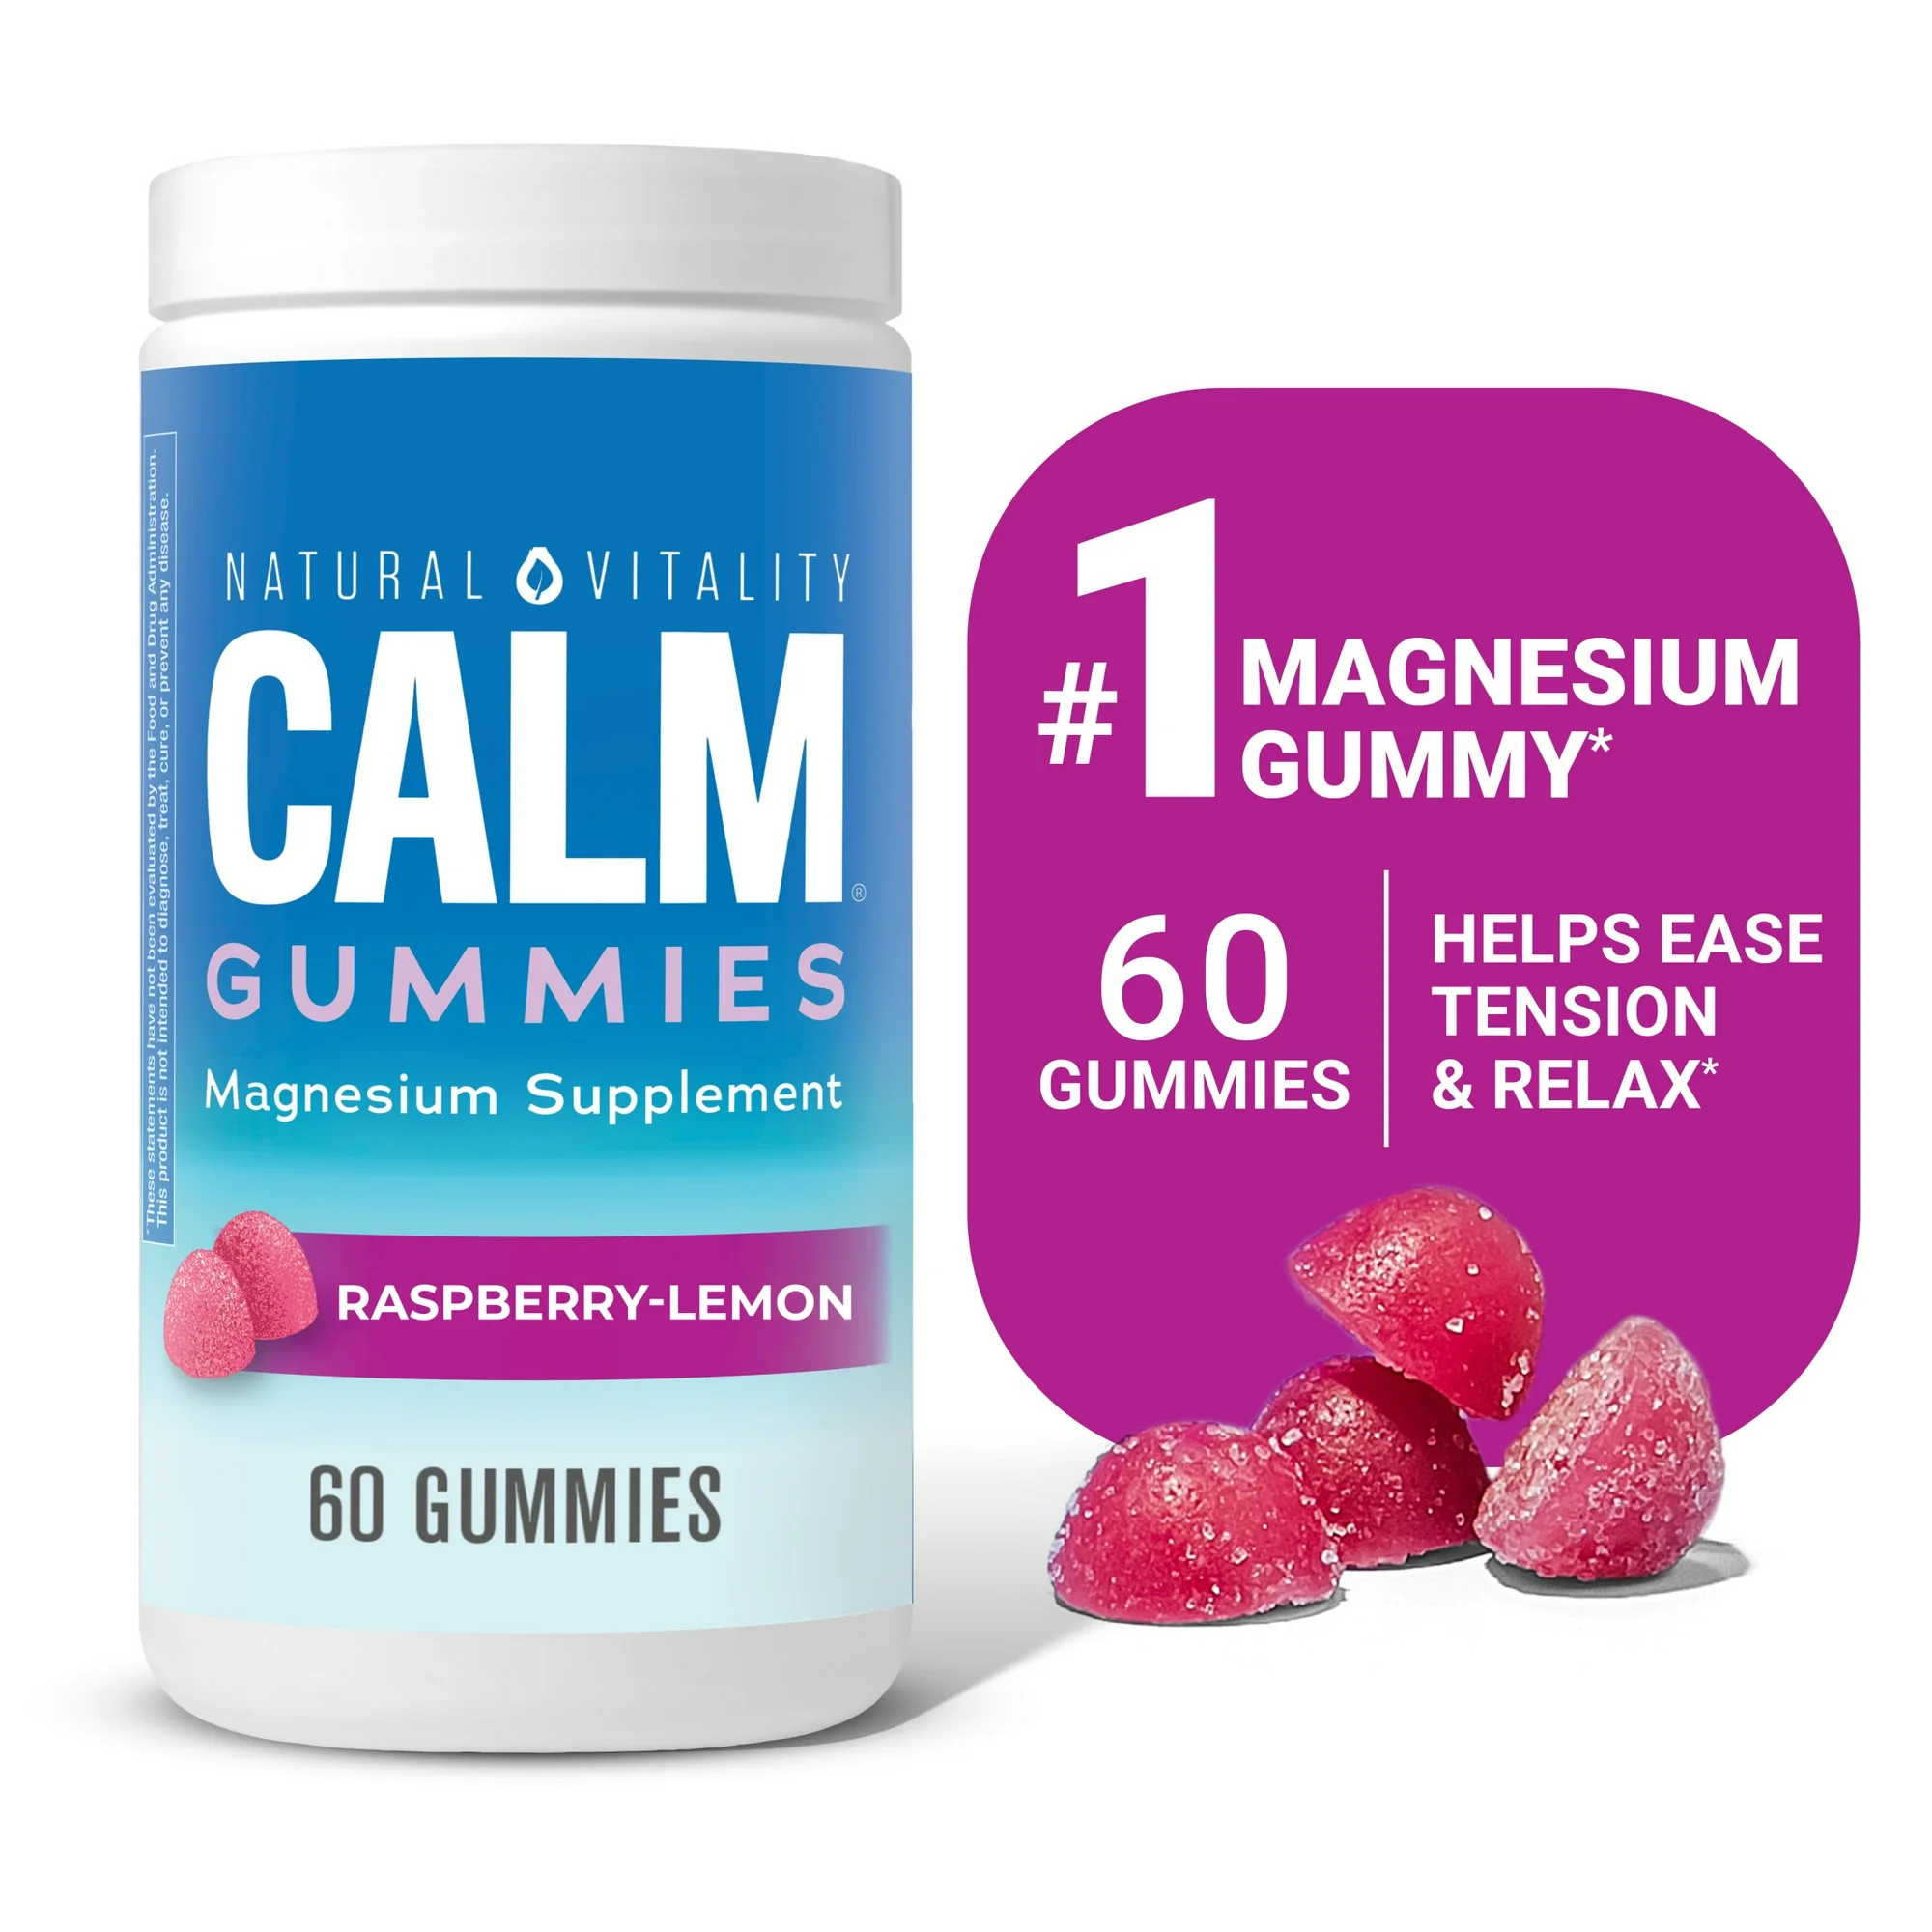 *These statements have not been evaluated by the Food and Drug Administration.
This product is not intended to diagnose, treat, cure, or prevent any disease.
NATURAL VITALITY
CALM®
GUMMIES
Magnesium Supplement
RASPBERRY-LEMON
60 GUMMIES
#1 MAGNESIUM
GUMMY*
60
GUMMIES
HELPS EASE
TENSION
& RELAX*